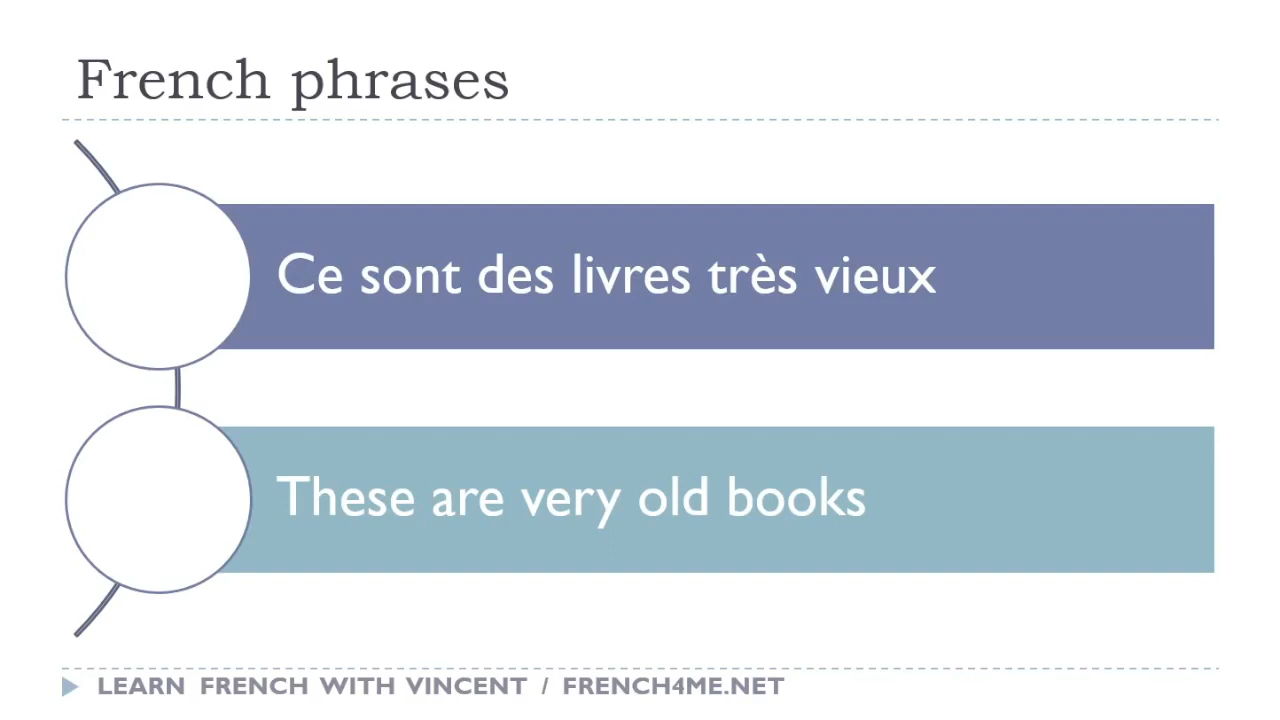 French phrases
Ce sont des livres très vieux
These are very old books
LEARN FRENCH WITH VINCENT / FRENCH4ME.NET